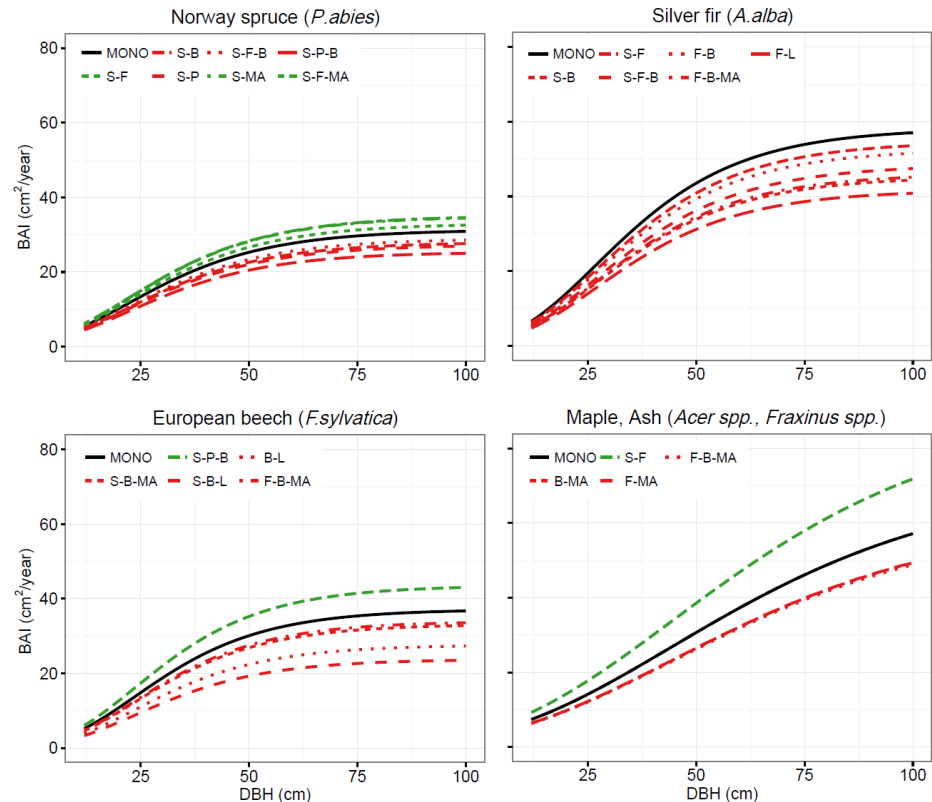 Norway spruce (P.abies)
Silver fir (A.alba)
80
MONO S-B S-F-B S-P-B
S-F S-P S-MA S-F-MA
MONO S-F F-B F-L
S-B S-F-B F-B-MA
60
40
20
0
BAI (cm²/year)
25 50 75 100
25 50 75 100
European beech (F.sylvatica)
Maple, Ash (Acer spp., Fraxinus spp.)
80
MONO S-P-B B-L
S-B-MA S-B-L F-B-MA
MONO S-F F-B-MA
B-MA F-MA
60
40
20
0
BAI (cm²/year)
25 50 75 100
25 50 75 100
DBH (cm)
DBH (cm)